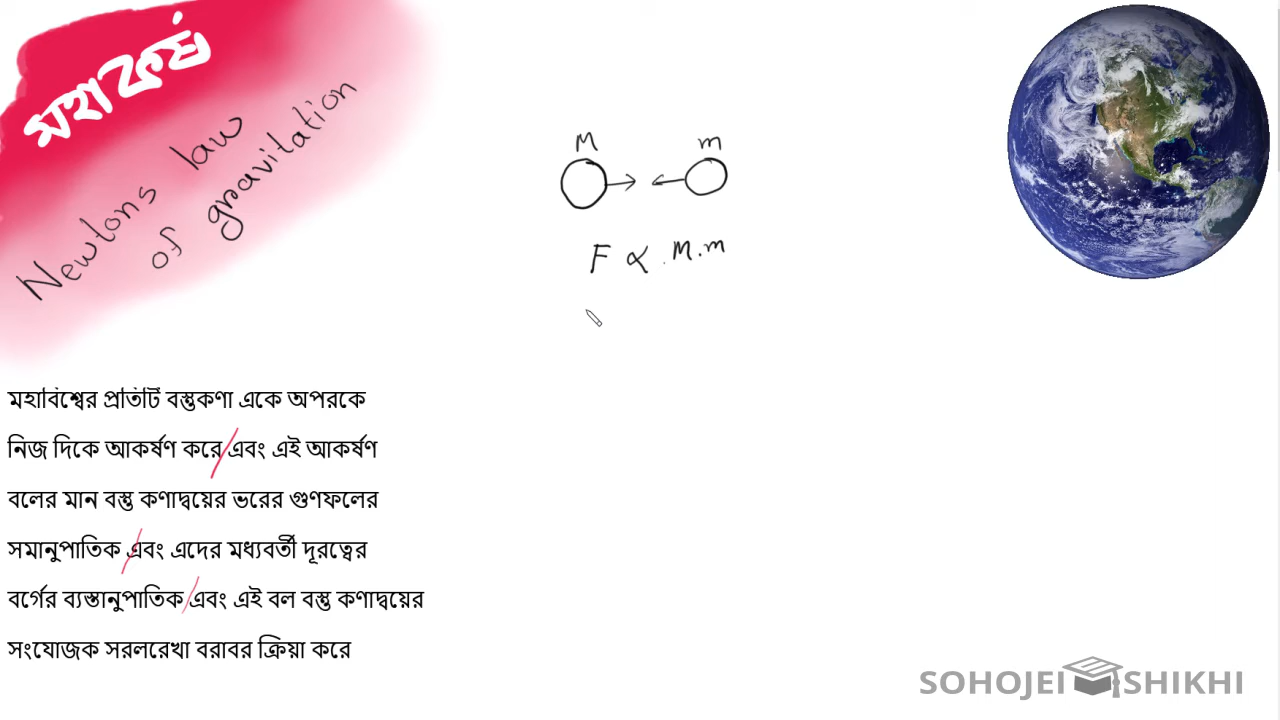 মহাকর্ষ
Newtons law
of gravitation
M m
F ∝ M.m
মহাবিশ্বের প্রতিটি বস্তুকণা একে অপরকে
নিজ দিকে আকর্ষণ করে এবং এই আকর্ষণ
বলের মান বস্তু কণাদ্বয়ের ভরের গুণফলের
সমানুপাতিক এবং এদের মধ্যবর্তী দূরত্বের
বর্গের ব্যস্তানুপাতিক এবং এই বল বস্তু কণাদ্বয়ের
সংযোজক সরলরেখা বরাবর ক্রিয়া করে
SOHOJEI SHIKHI